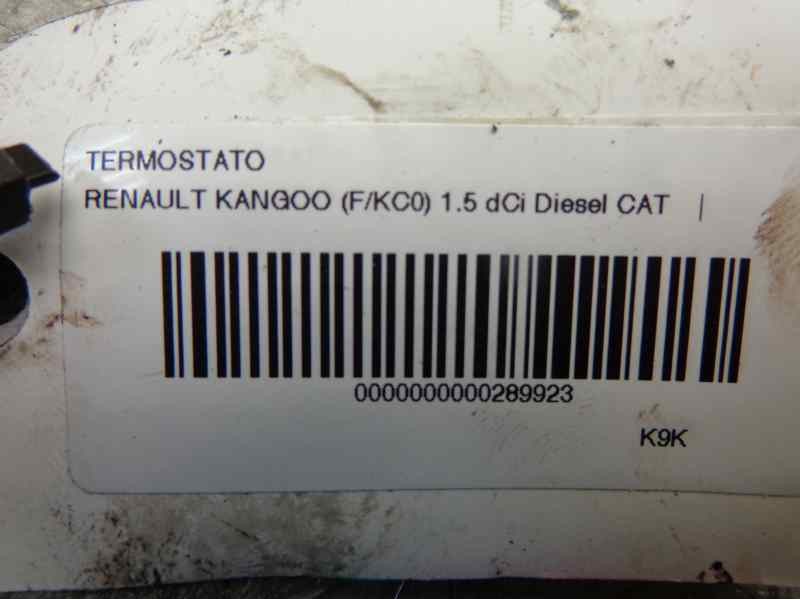 TERMOSTATO
RENAULT KANGOO (F/KC0) 1.5 dCi Diesel CAT |
0000000000289923
K9K